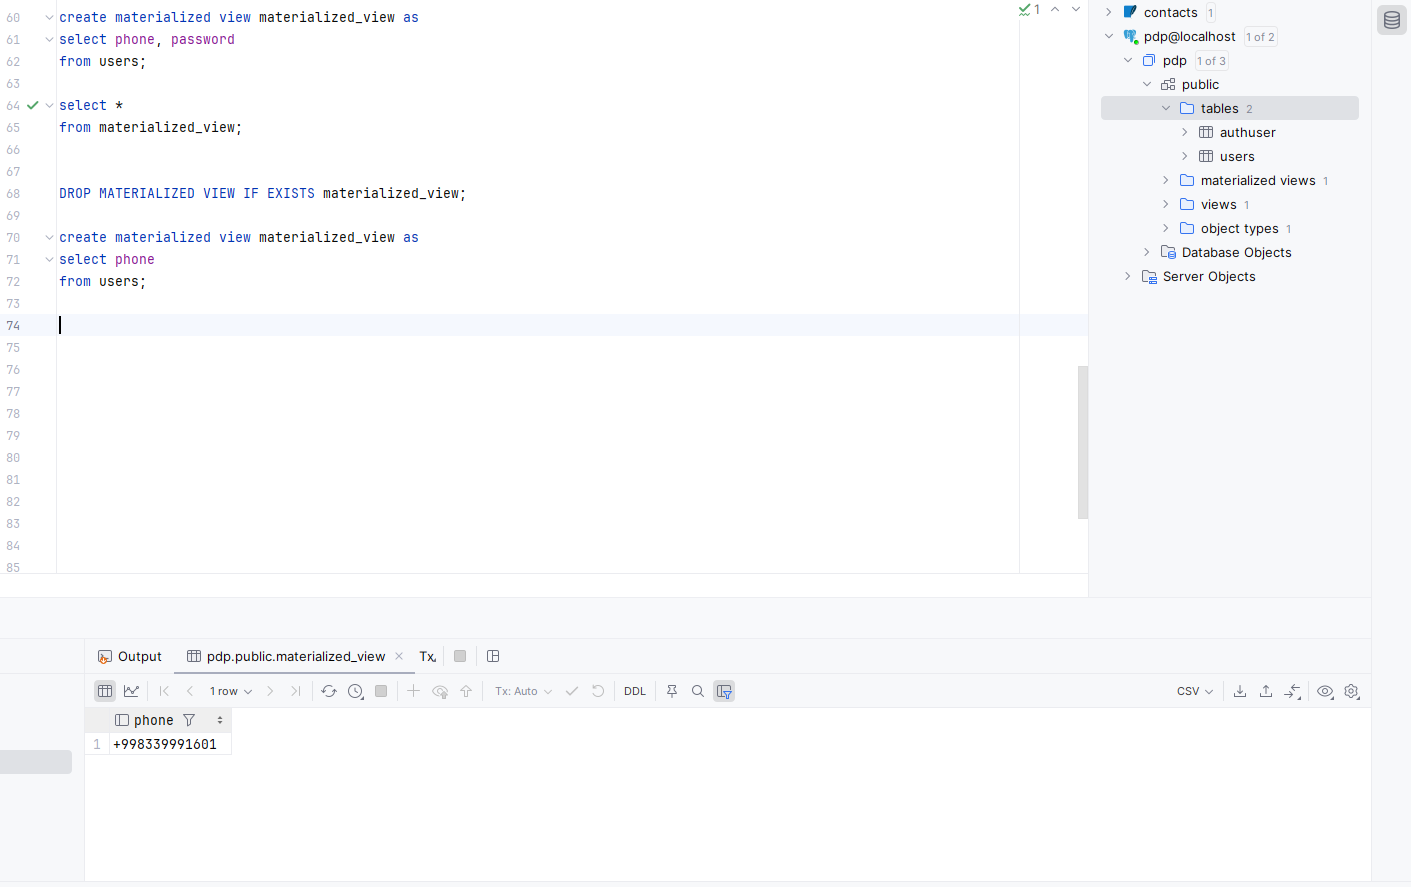 60 create materialized view materialized_view as
61 select phone, password
62 from users;
63
64 select *
65 from materialized_view;
66
67
68 DROP MATERIALIZED VIEW IF EXISTS materialized_view;
69
70 create materialized view materialized_view as
71 select phone
72 from users;
73
74
75
76
77
78
79
80
81
82
83
84
85
1
contacts 1
pdp@localhost 1 of 2
pdp 1 of 3
public
tables 2
authuser
users
materialized views 1
views 1
object types 1
Database Objects
Server Objects
Output pdp.public.materialized_view Tx
1 row Tx: Auto DDL CSV
phone
1 +998339991601